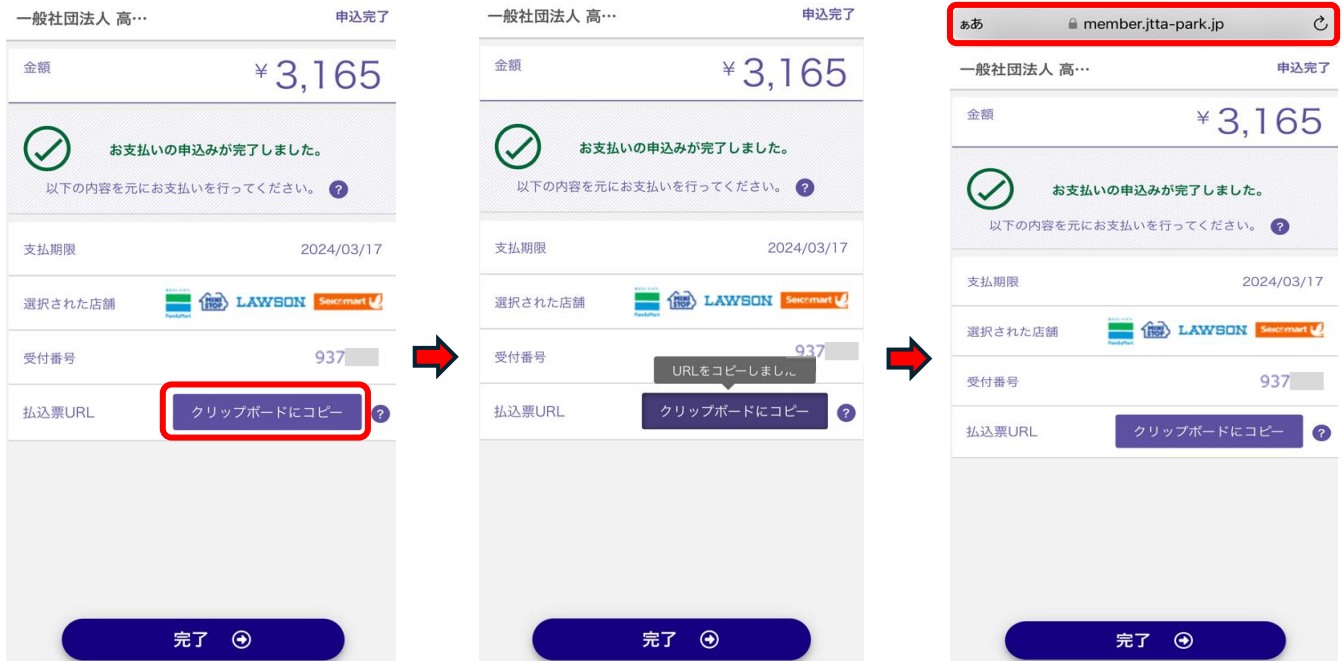 一般社団法人 高… 申込完了
金額 ¥3,165
お支払いの申込みが完了しました。
以下の内容を元にお支払いを行ってください。 ?
支払期限 2024/03/17
選択された店舗 FamilyMart MINI STOP LAWSON Seicomart
受付番号 937
払込票URL クリップボードにコピー ?
完了
一般社団法人 高… 申込完了
金額 ¥3,165
お支払いの申込みが完了しました。
以下の内容を元にお支払いを行ってください。 ?
支払期限 2024/03/17
選択された店舗 FamilyMart MINI STOP LAWSON Seicomart
受付番号 937
URLをコピーしました
払込票URL クリップボードにコピー ?
完了
ぁあ member.jtta-park.jp
一般社団法人 高… 申込完了
金額 ¥3,165
お支払いの申込みが完了しました。
以下の内容を元にお支払いを行ってください。 ?
支払期限 2024/03/17
選択された店舗 FamilyMart MINI STOP LAWSON Seicomart
受付番号 937
払込票URL クリップボードにコピー ?
完了